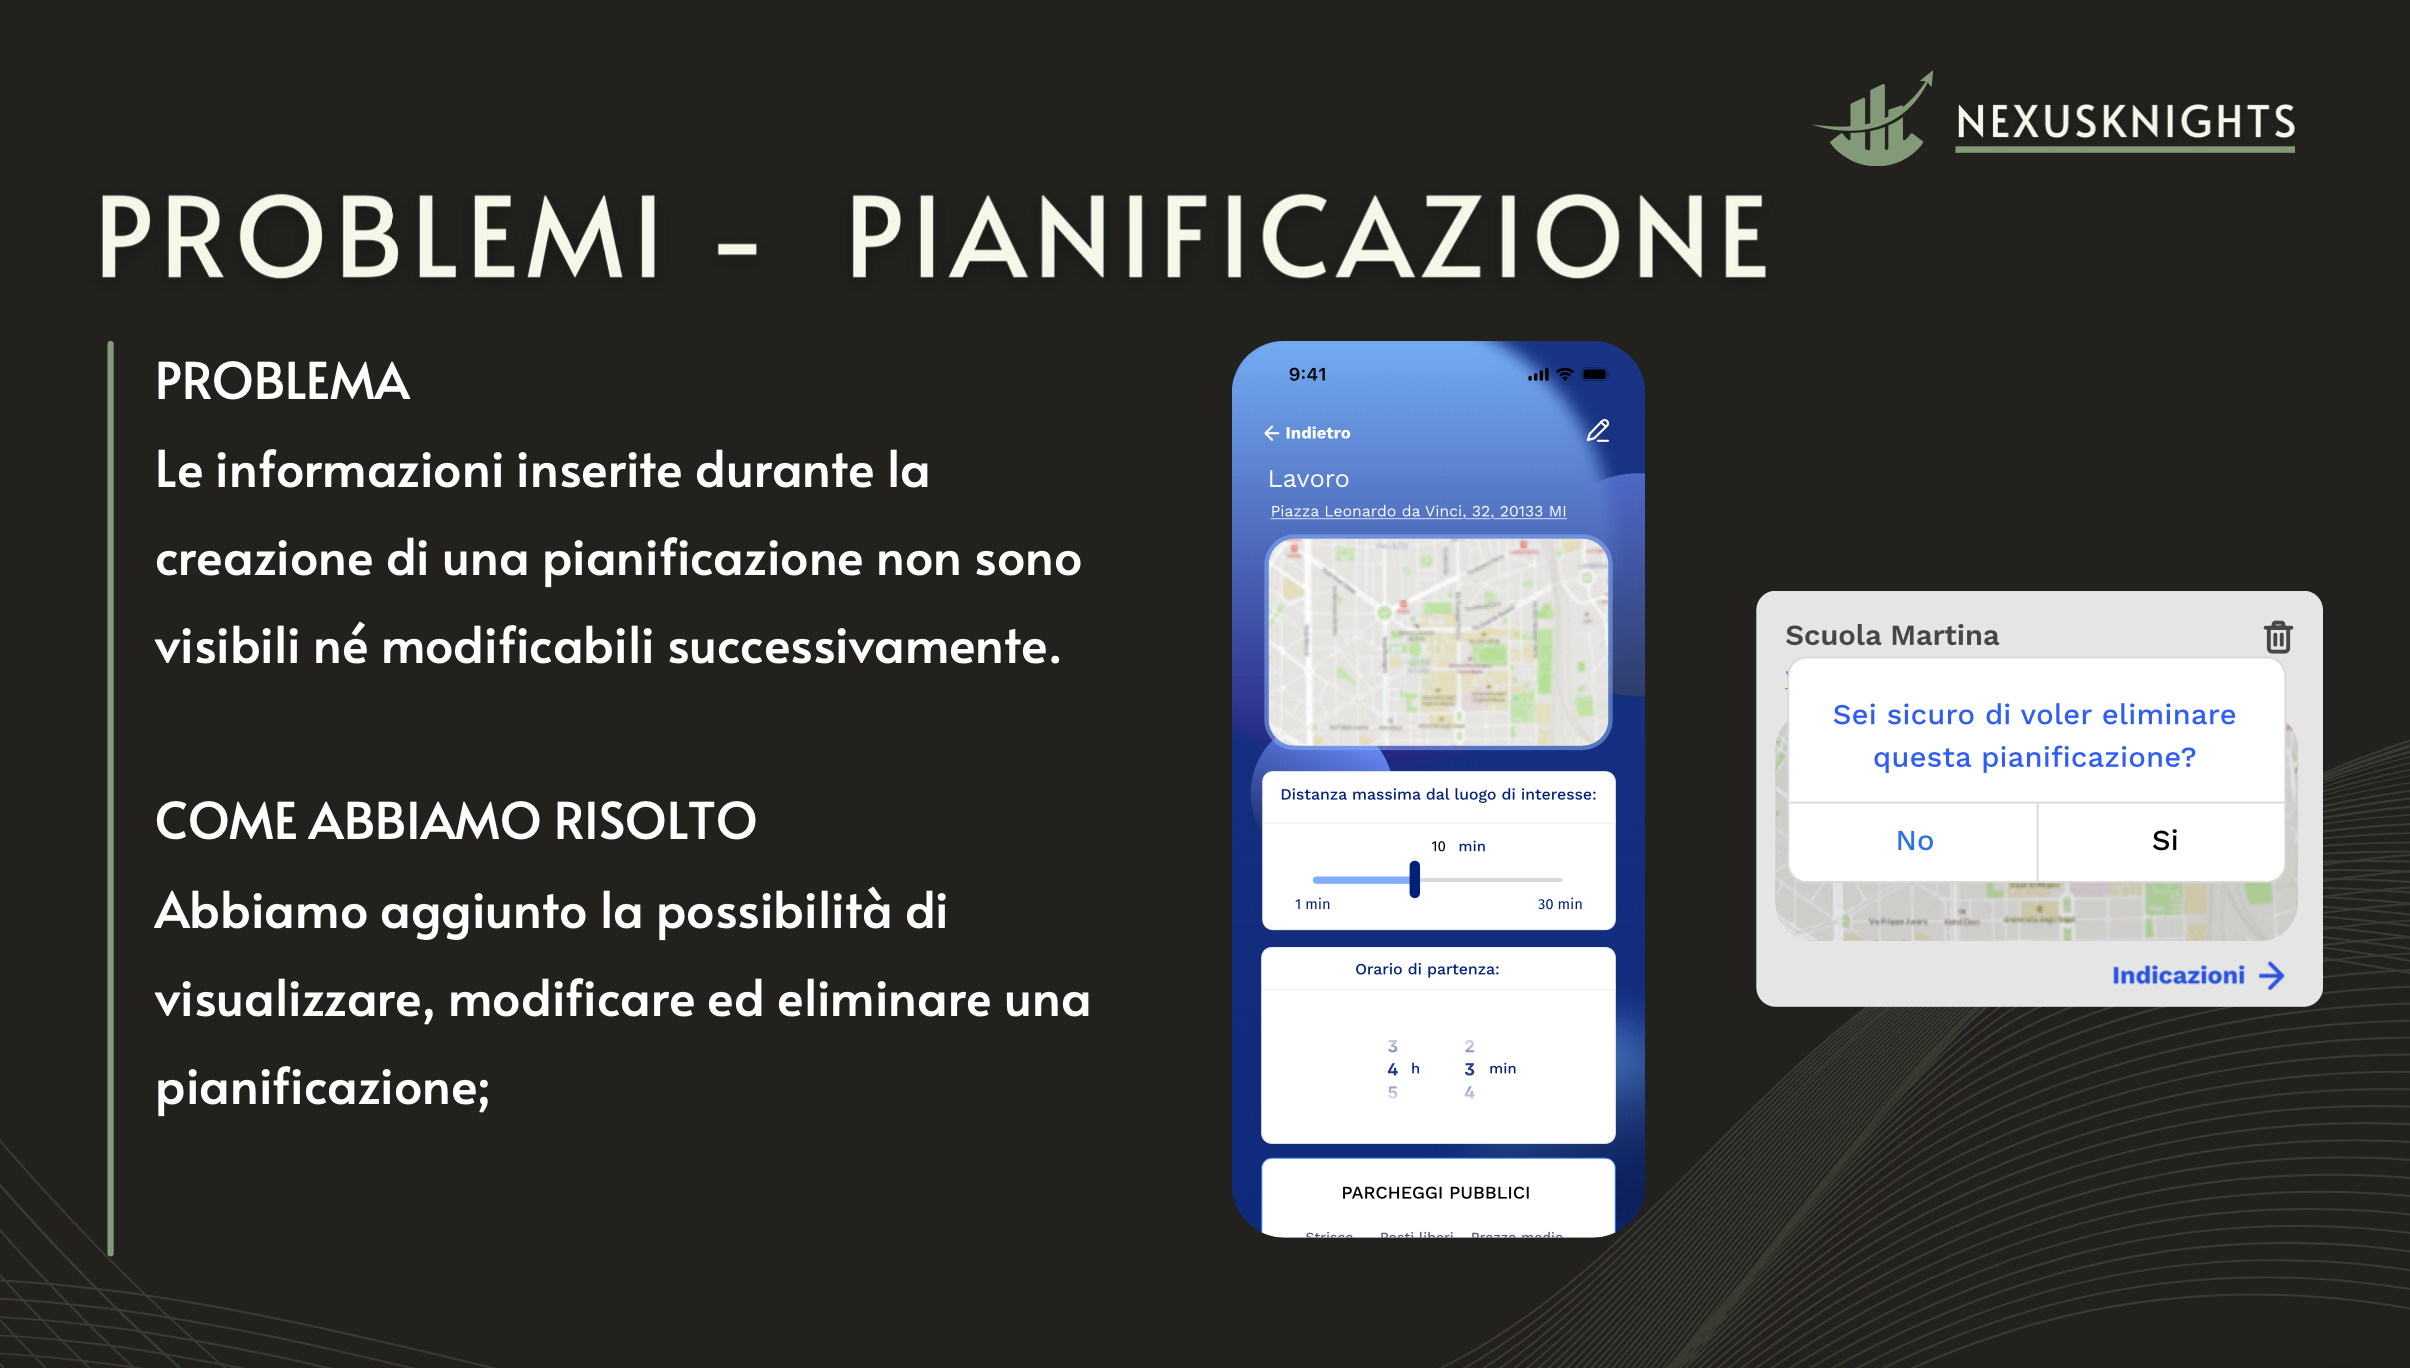 NEXUSKNIGHTS
PROBLEMI - PIANIFICAZIONE
PROBLEMA
Le informazioni inserite durante la
creazione di una pianificazione non sono
visibili né modificabili successivamente.
COME ABBIAMO RISOLTO
Abbiamo aggiunto la possibilità di
visualizzare, modificare ed eliminare una
pianificazione;
9:41
Indietro
Lavoro
Piazza Leonardo da Vinci, 32, 20133 MI
Distanza massima dal luogo di interesse:
10 min
1 min 30 min
Orario di partenza:
3 2
4 h 3 min
5 4
PARCHEGGI PUBBLICI
Scuola Martina
Sei sicuro di voler eliminare
questa pianificazione?
No Si
Indicazioni